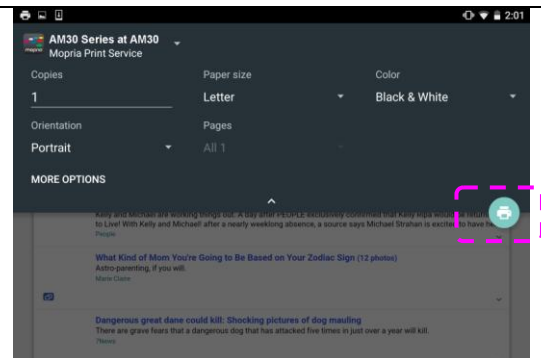 2:01
AM30 Series at AM30
mopria
Mopria Print Service
Copies Paper size Color
1 Letter Black & White
Orientation Pages
Portrait All 1
MORE OPTIONS
Kelly and Michael are working things out. A day after PEOPLE exclusively confirmed that Kelly Ripa would be return
to Live! With Kelly and Michael! after a nearly weeklong absence, a source says Michael Strahan is excited to have he
People
What Kind of Mom You're Going to Be Based on Your Zodiac Sign (12 photos)
Astro-parenting, if you will.
Marie Claire
Dangerous great dane could kill: Shocking pictures of dog mauling
There are grave fears that a dangerous dog that has attacked five times in just over a year will kill.
7News